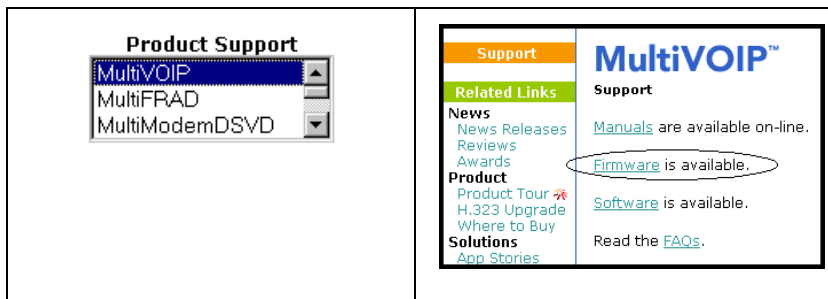 Product Support
MultiVOIP
MultiFRAD
MultiModemDSVD
Support
Related Links
News
News Releases
Reviews
Awards
Product
Product Tour
H.323 Upgrade
Where to Buy
Solutions
App Stories
MultiVOIP™
Support
Manuals are available on-line.
Firmware is available.
Software is available.
Read the FAQs.